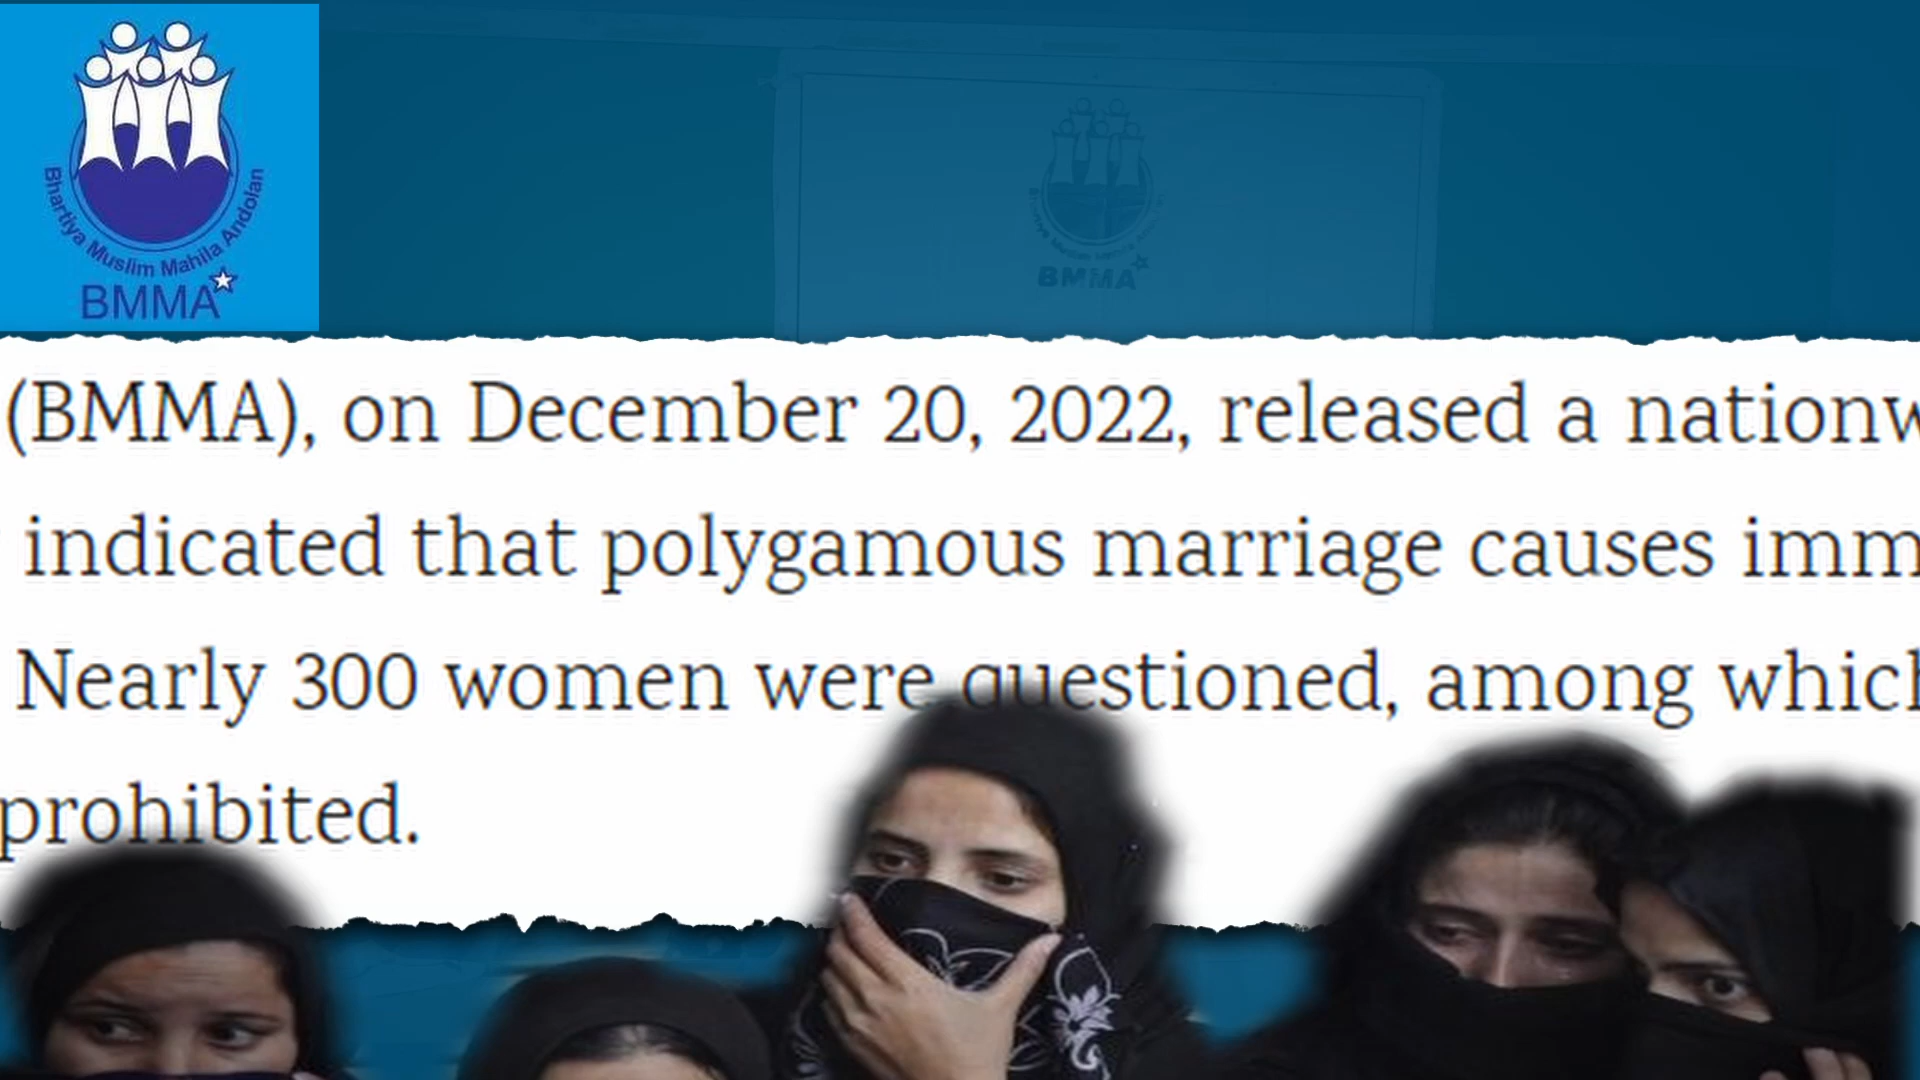 Bhartiya Muslim Mahila Andolan
BMMA
BMMA
(BMMA), on December 20, 2022, released a nationw
indicated that polygamous marriage causes imm
Nearly 300 women were questioned, among which
prohibited.